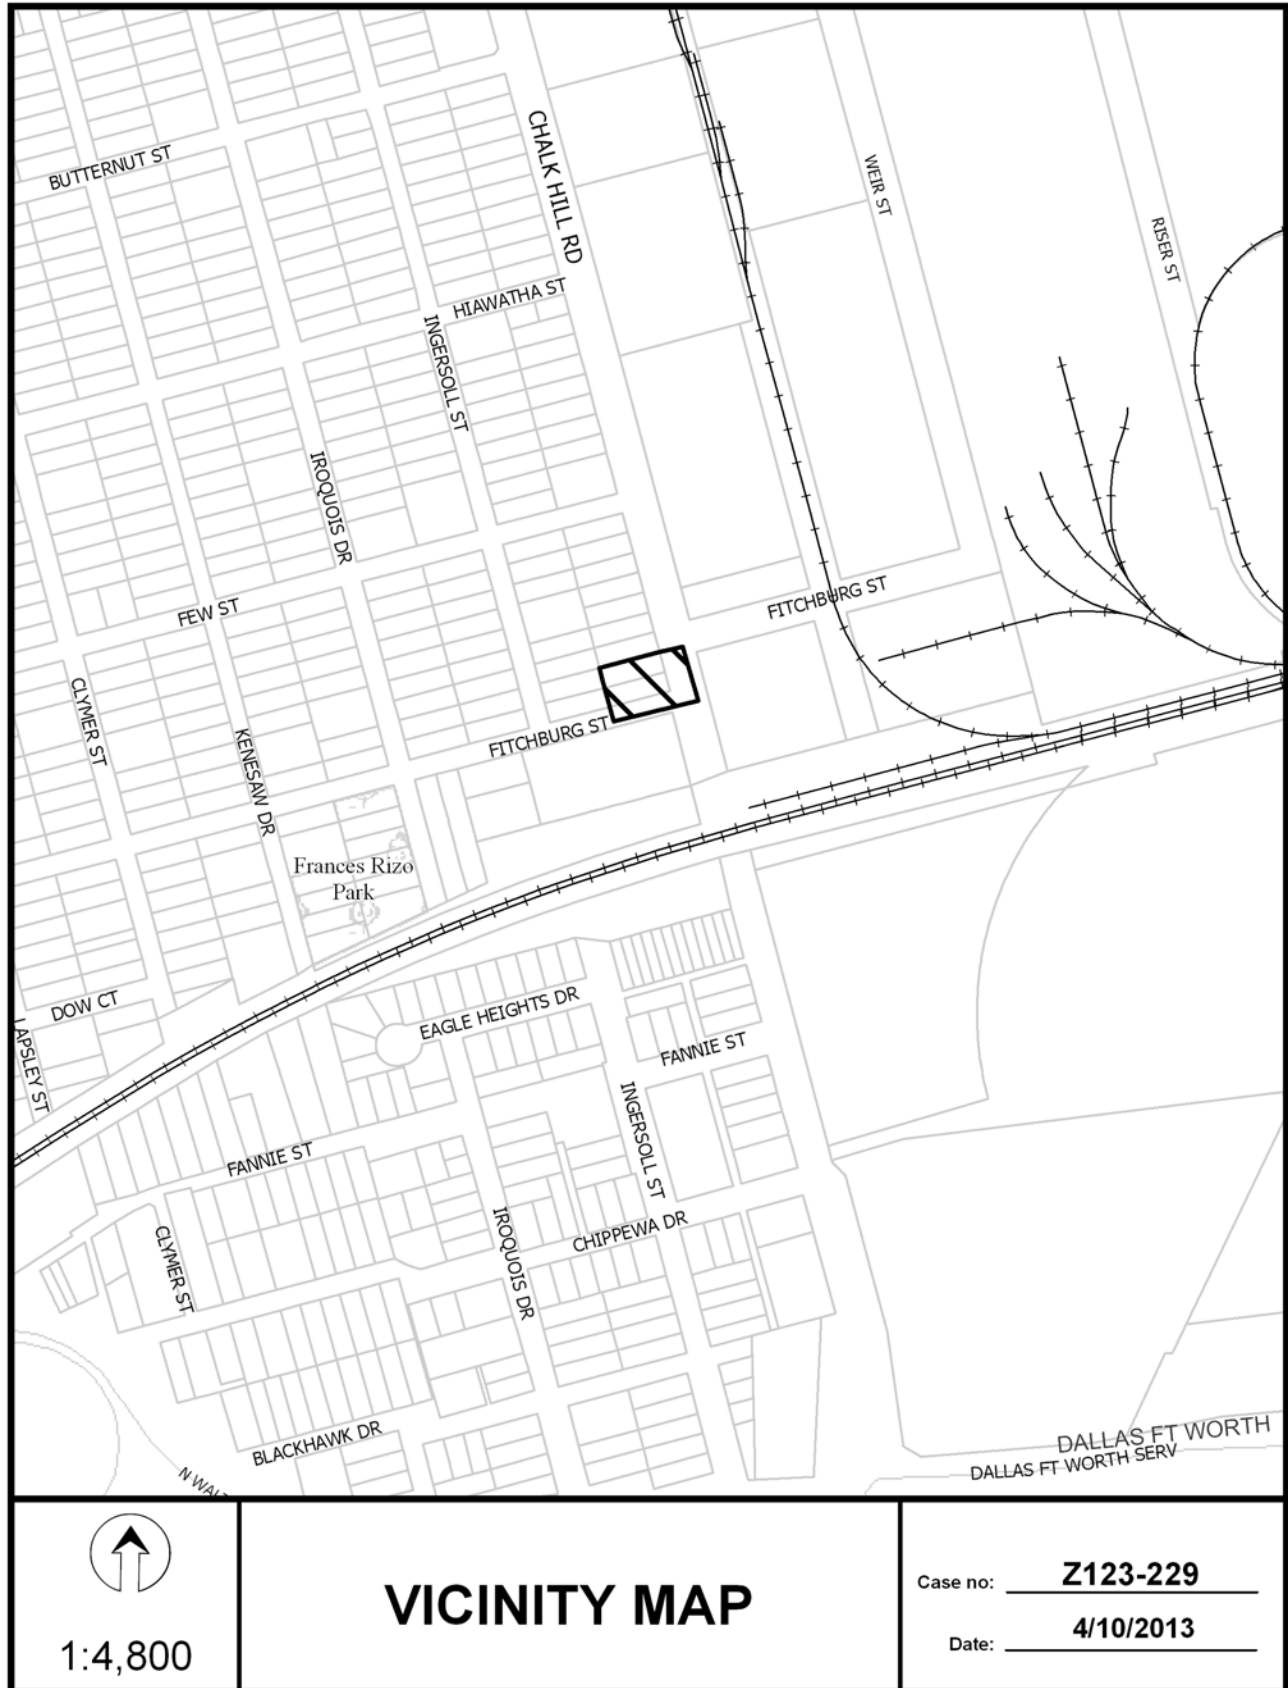 BUTTERNUT ST
CHALK HILL RD
WEIR ST
RISER ST
HIAWATHA ST
INGERSOLL ST
IROQUOIS DR
FEW ST
FITCHBURG ST
CLYMER ST
KENESAW DR
FITCHBURG ST
Frances Rizo
Park
DOW CT
LAPSLEY ST
EAGLE HEIGHTS DR
FANNIE ST
INGERSOLL ST
FANNIE ST
CLYMER ST
IROQUOIS DR
CHIPPEWA DR
BLACKHAWK DR
DALLAS FT WORTH
DALLAS FT WORTH SERV
1:4,800
VICINITY MAP
Case no: Z123-229
Date: 4/10/2013